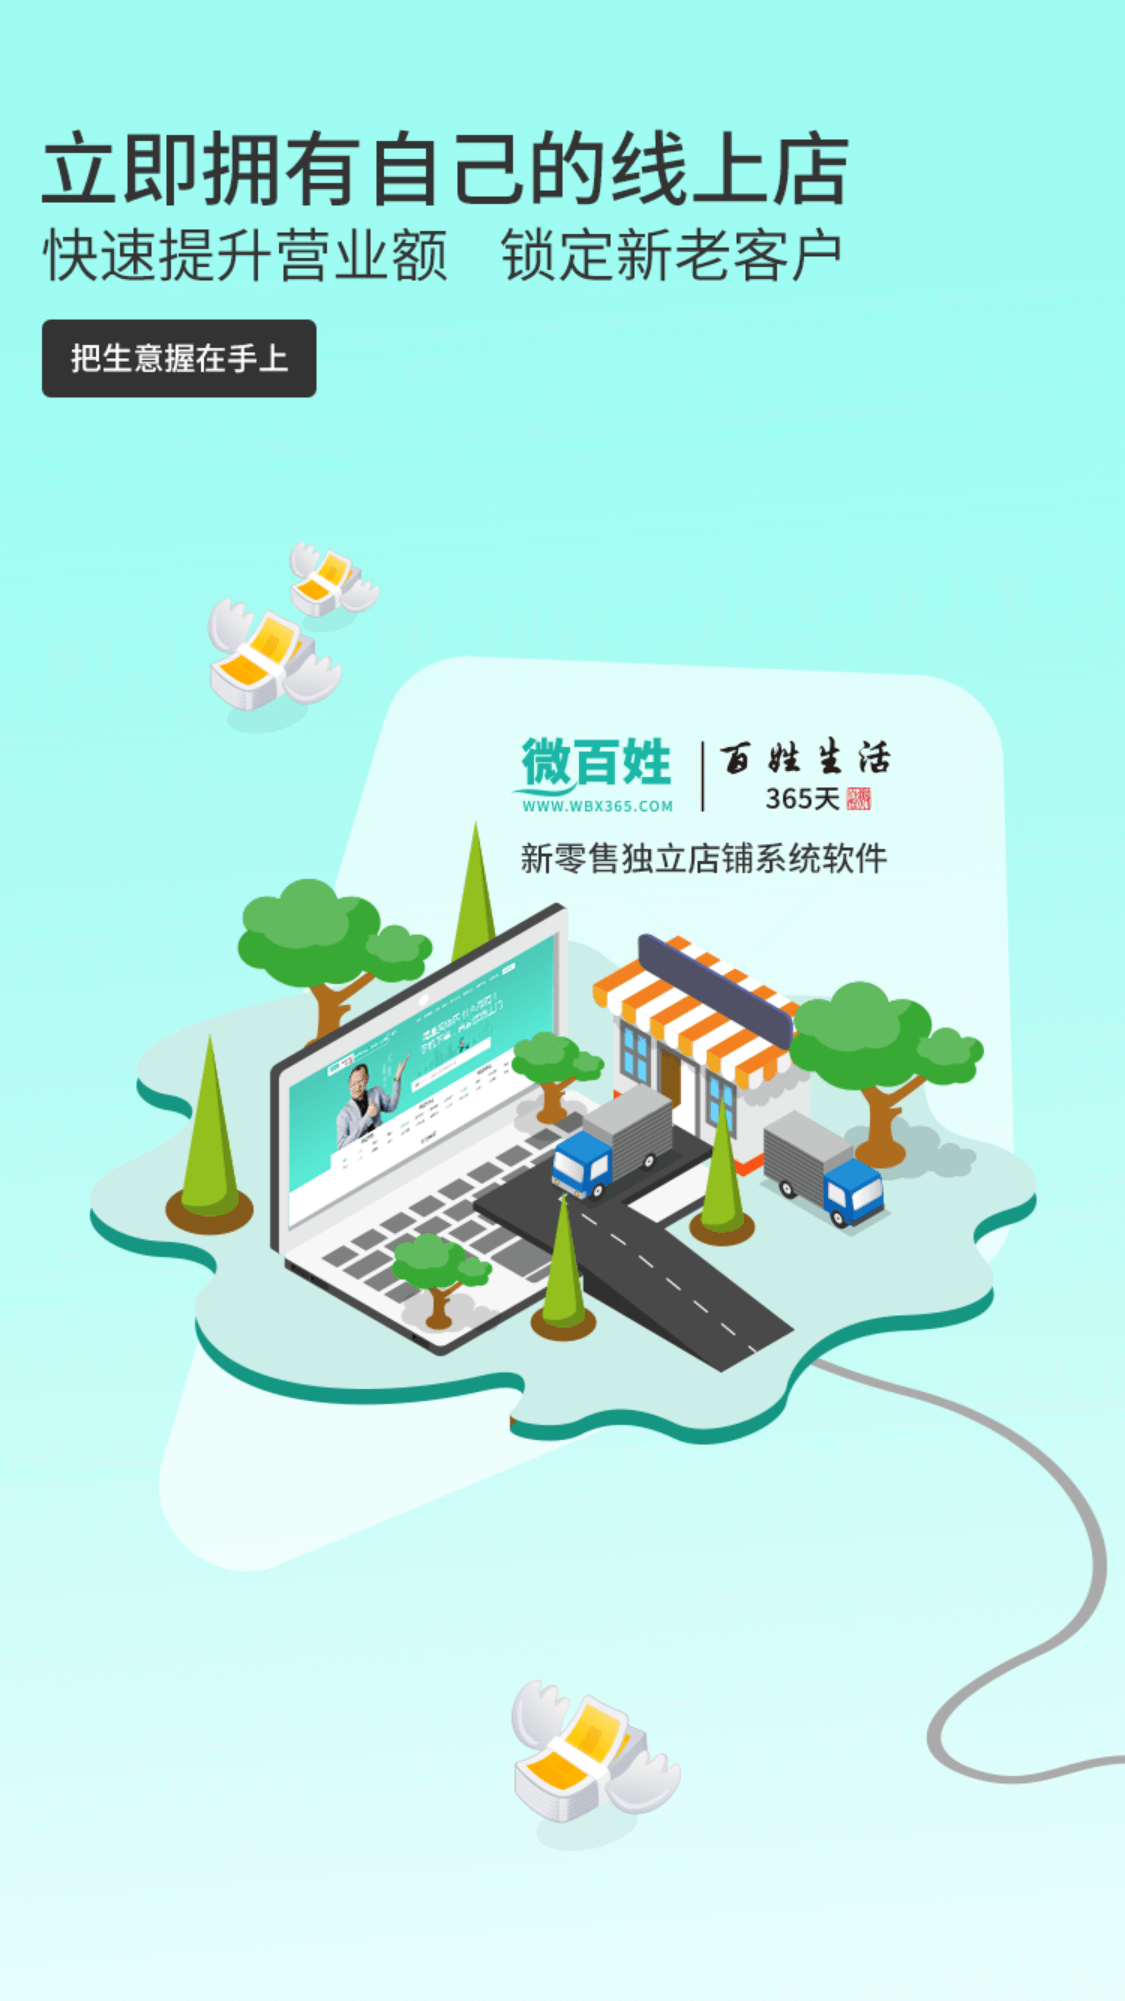 立即拥有自己的线上店
快速提升营业额 锁定新老客户
把生意握在手上
微百姓
WWW.WBX365.COM
百姓生活
365天
新零售独立店铺系统软件